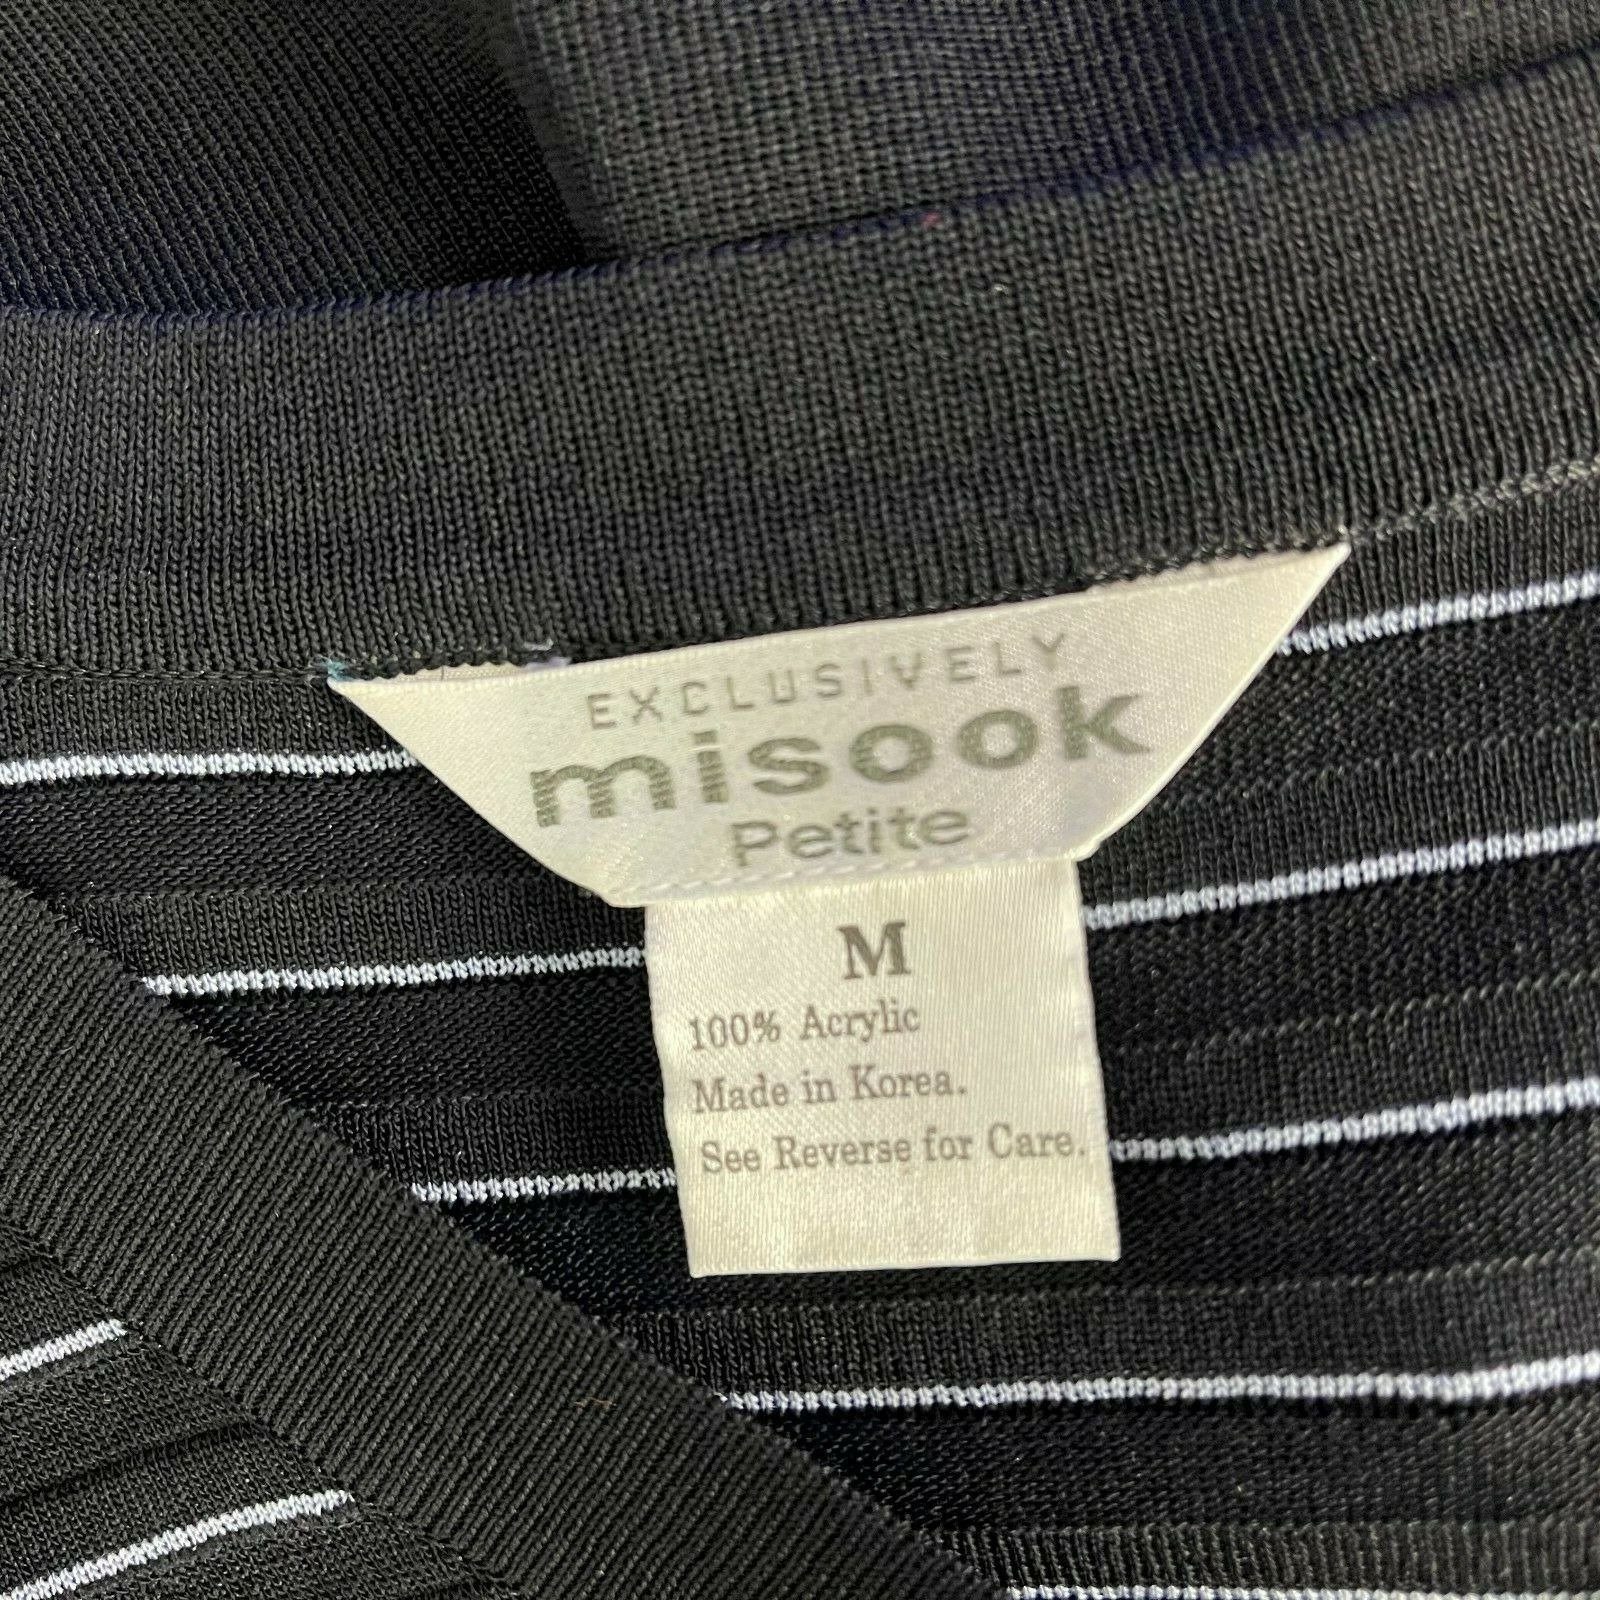 EXCLUSIVELY
misook
Petite
M
100% Acrylic
Made in Korea.
See Reverse for Care.